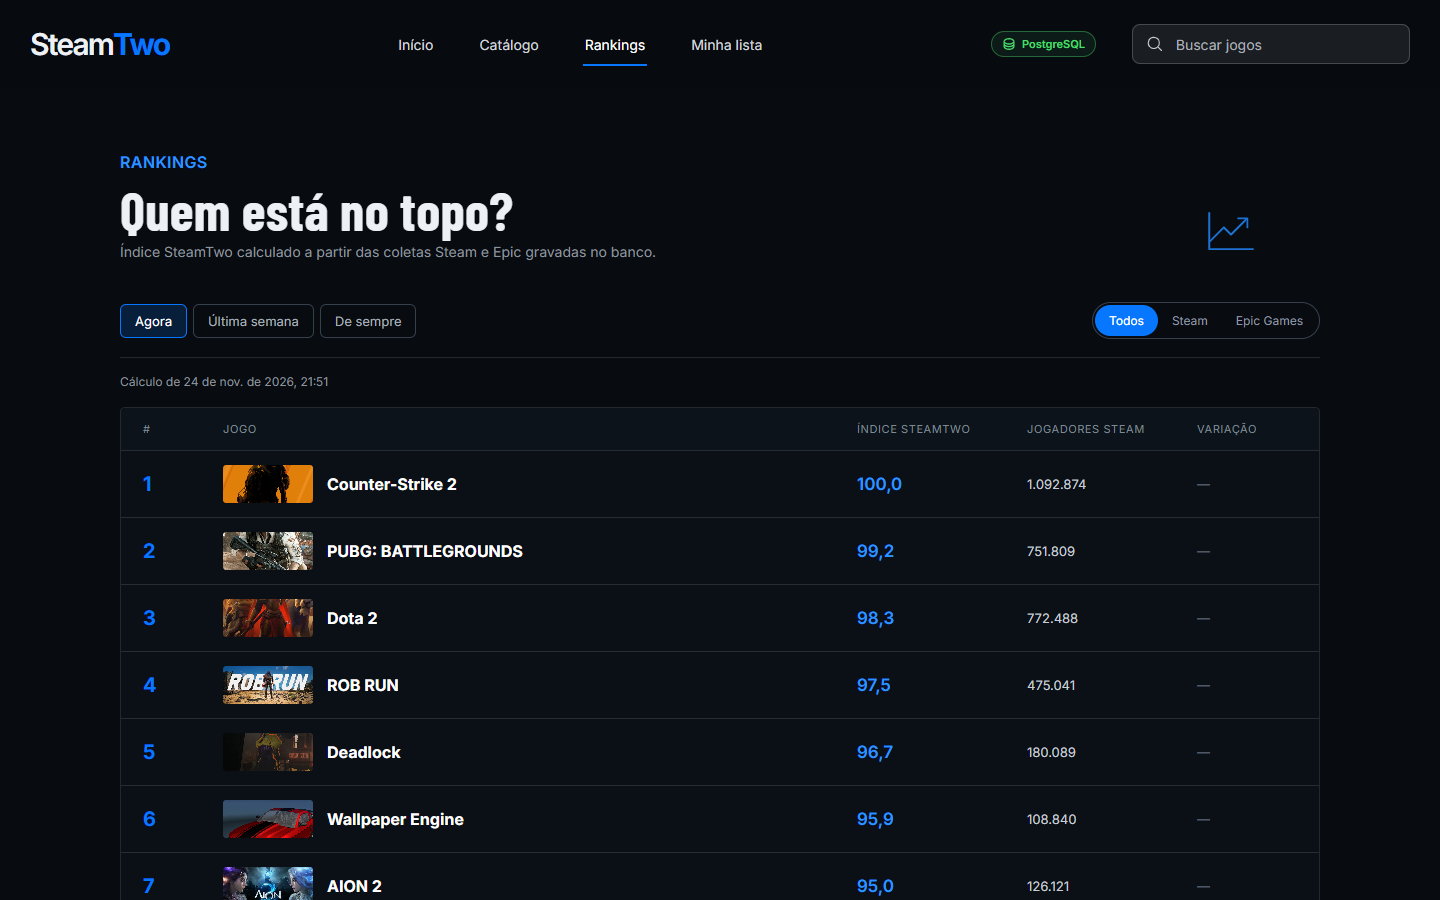 SteamTwo
Início
Catálogo
Rankings
Minha lista
PostgreSQL
Buscar jogos
RANKINGS
Quem está no topo?
Índice SteamTwo calculado a partir das coletas Steam e Epic gravadas no banco.
Agora
Última semana
De sempre
Todos
Steam
Epic Games
Cálculo de 24 de nov. de 2026, 21:51
# JOGO ÍNDICE STEAMTWO JOGADORES STEAM VARIAÇÃO
1 Counter-Strike 2 100,0 1.092.874 —
2 PUBG: BATTLEGROUNDS 99,2 751.809 —
3 Dota 2 98,3 772.488 —
4 ROB RUN ROB RUN 97,5 475.041 —
5 Deadlock 96,7 180.089 —
6 Wallpaper Engine 95,9 108.840 —
7 AION AION 2 95,0 126.121 —